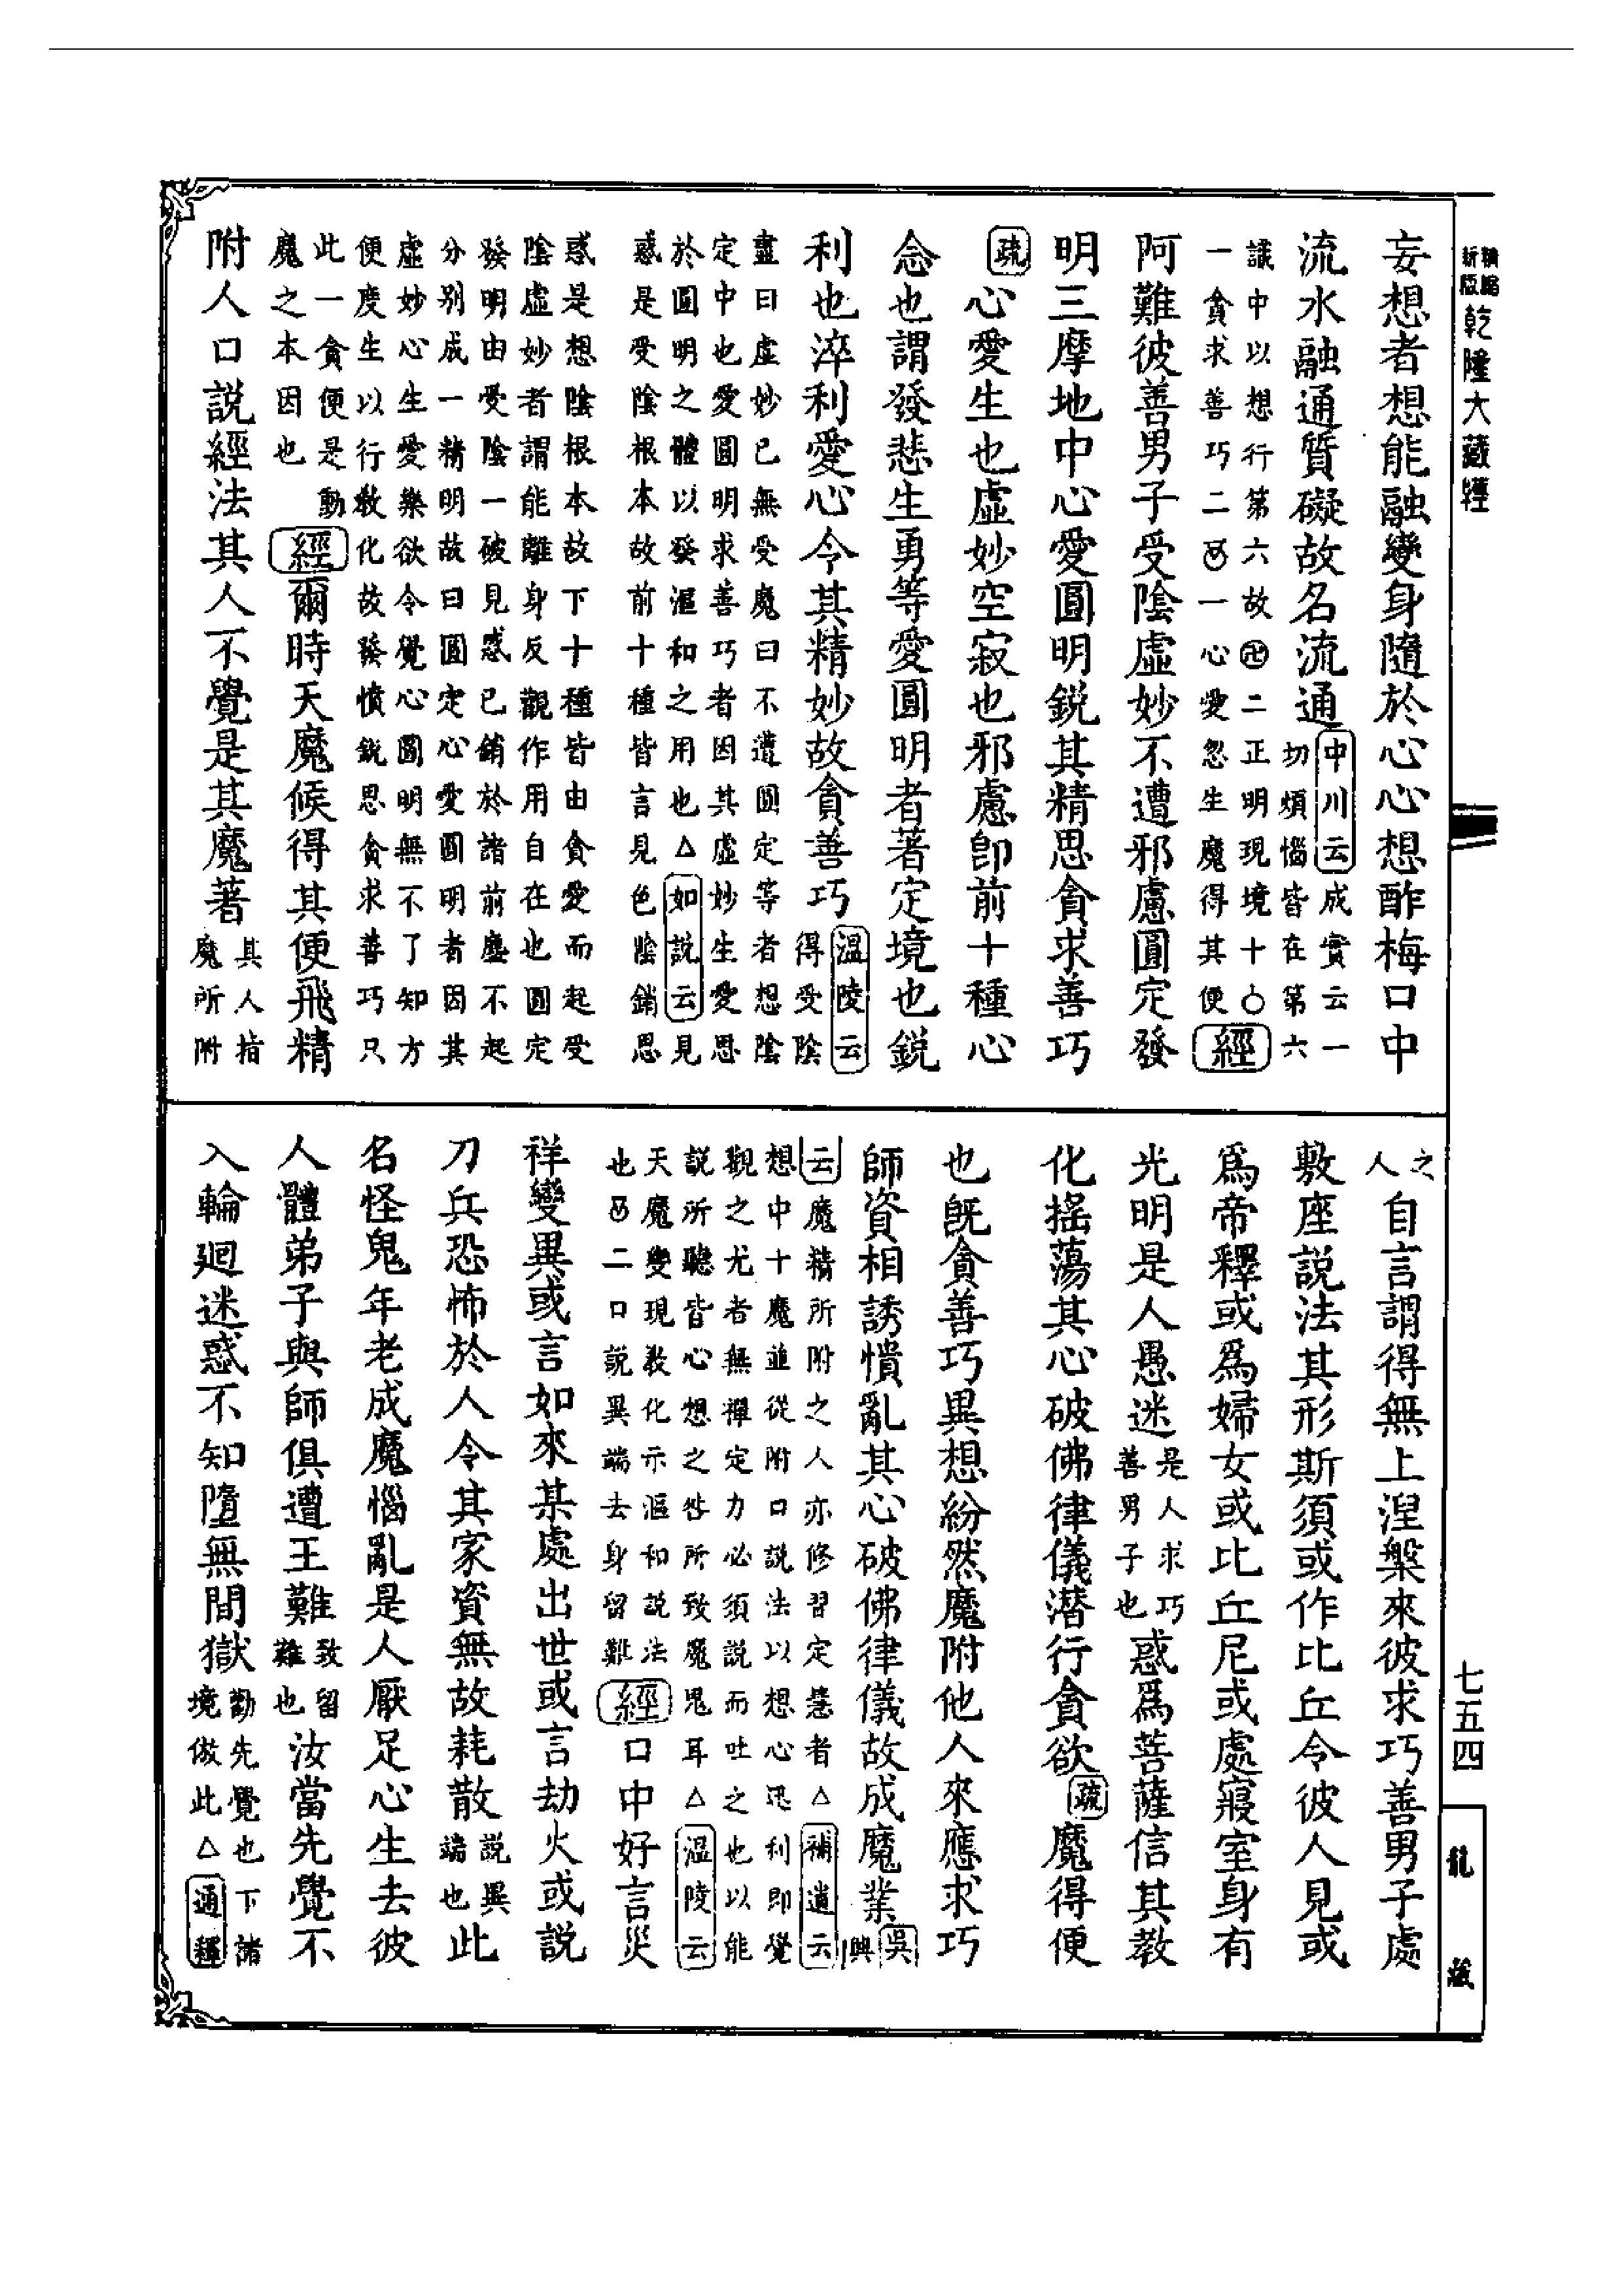 精縮
新版
乾隆大藏經
妄想者想能融變身隨於心心想酢梅口中
流水融通質礙故名流通中川云成實云一
切煩惱皆在第六
識中以想行第六故卍二正明現境十○
一貪求善巧二一心愛忽生魔得其便經
阿難彼善男子受陰虛妙不遭邪慮圓定發
明三摩地中心愛圓明銳其精思貪求善巧
疏心愛生也虛妙空寂也邪慮卽前十種心
念也謂發悲生勇等愛圓明者著定境也銳
利也淬利愛心令其精妙故貪善巧溫陵云
得受陰
盡曰虛妙已無受魔曰不遭圓定等者想陰
定中也愛圓明求善巧者因其虛妙生愛思
於圓明之體以發漚和之用也△如說云見
惑是受陰根本故前十種皆言見色陰銷思
惑是想陰根本故下十種皆由貪愛而起受
陰虛妙者謂能離身反觀作用自在也圓定
發明由受陰一破見惑已銷於諸前塵不起
分別成一精明故曰圓定心愛圓明者因其
虛妙心生愛樂欲令覺心圓明無不了知方
便度生以行教化故發憤銳思貪求善巧只
此一貪便是動
魔之本因也經爾時天魔候得其便飛精
附人口說經法其人不覺是其魔著其人指
魔所附
之
人自言謂得無上涅槃來彼求巧善男子處
敷座說法其形斯須或作比丘令彼人見或
爲帝釋或爲婦女或比丘尼或處寢室身有
光明是人愚迷是人求巧
善男子也惑爲菩薩信其教
化搖蕩其心破佛律儀潛行貪欲疏魔得便
也既貪善巧異想紛然魔附他人來應求巧
師資相誘憒亂其心破佛律儀故成魔業吳興
云魔精所附之人亦修習定慧者△補遺云
想中十魔並從附口說法以想心迅利即覺
觀之尤者無禪定力必須說而吐之也以能
說所聽皆心想之咎所致魔鬼耳△溫陵云
天魔變現教化示漚和說法
也二口說異端去身留難經口中好言災
祥變異或言如來某處出世或言劫火或說
刀兵恐怖於人令其家資無故耗散說異
端也此
名怪鬼年老成魔惱亂是人厭足心生去彼
人體弟子與師俱遭王難致留
難也汝當先覺不
入輪迴迷惑不知墮無間獄勸先覺也下諸
境倣此△通釋
七五四
龍藏